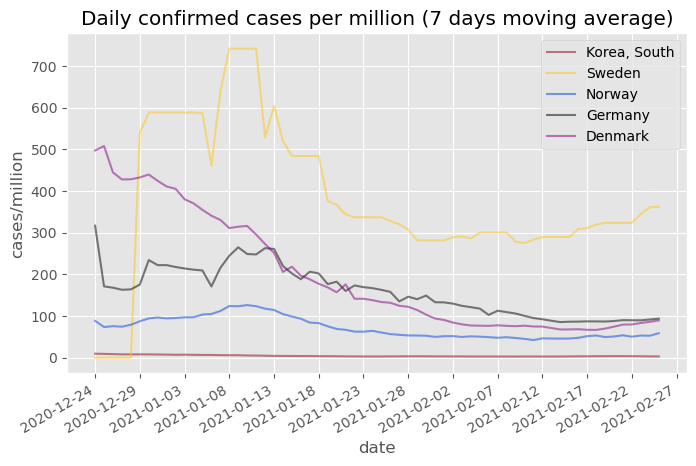 Daily confirmed cases per million (7 days moving average)
Korea, South
Sweden
Norway
Germany
Denmark
700
600
500
400
300
200
100
0
cases/million
2020-12-24
2020-12-29
2021-01-03
2021-01-08
2021-01-13
2021-01-18
2021-01-23
2021-01-28
2021-02-02
2021-02-07
2021-02-12
2021-02-17
2021-02-22
2021-02-27
date